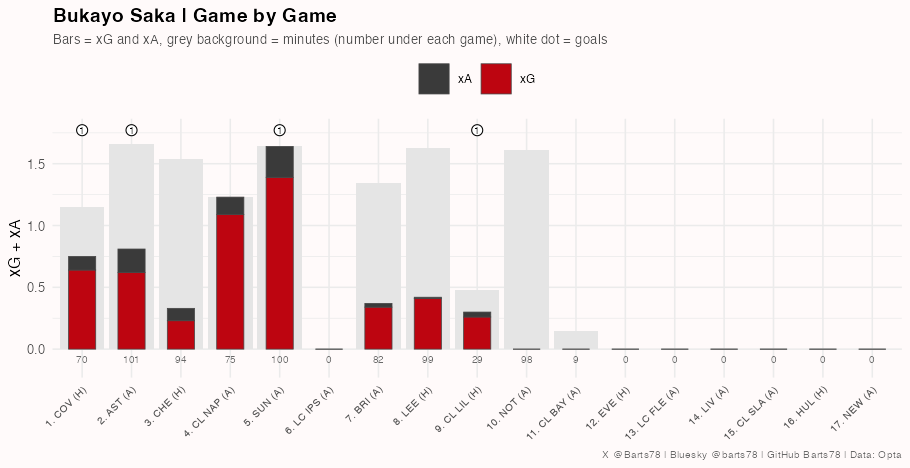 Bukayo Saka | Game by Game
Bars = xG and xA, grey background = minutes (number under each game), white dot = goals
xA xG
1 1 1 1
xG + xA
1.5
1.0
0.5
0.0
70 101 94 75 100 0 82 99 29 98 9 0 0 0 0 0 0
1. COV (H)
2. AST (A)
3. CHE (H)
4. CL NAP (A)
5. SUN (A)
6. LC IPS (A)
7. BRI (A)
8. LEE (H)
9. CL LIL (H)
10. NOT (A)
11. CL BAY (A)
12. EVE (H)
13. LC FLE (A)
14. LIV (A)
15. CL SLA (A)
16. HUL (H)
17. NEW (A)
X @Barts78 | Bluesky @barts78 | GitHub Barts78 | Data: Opta